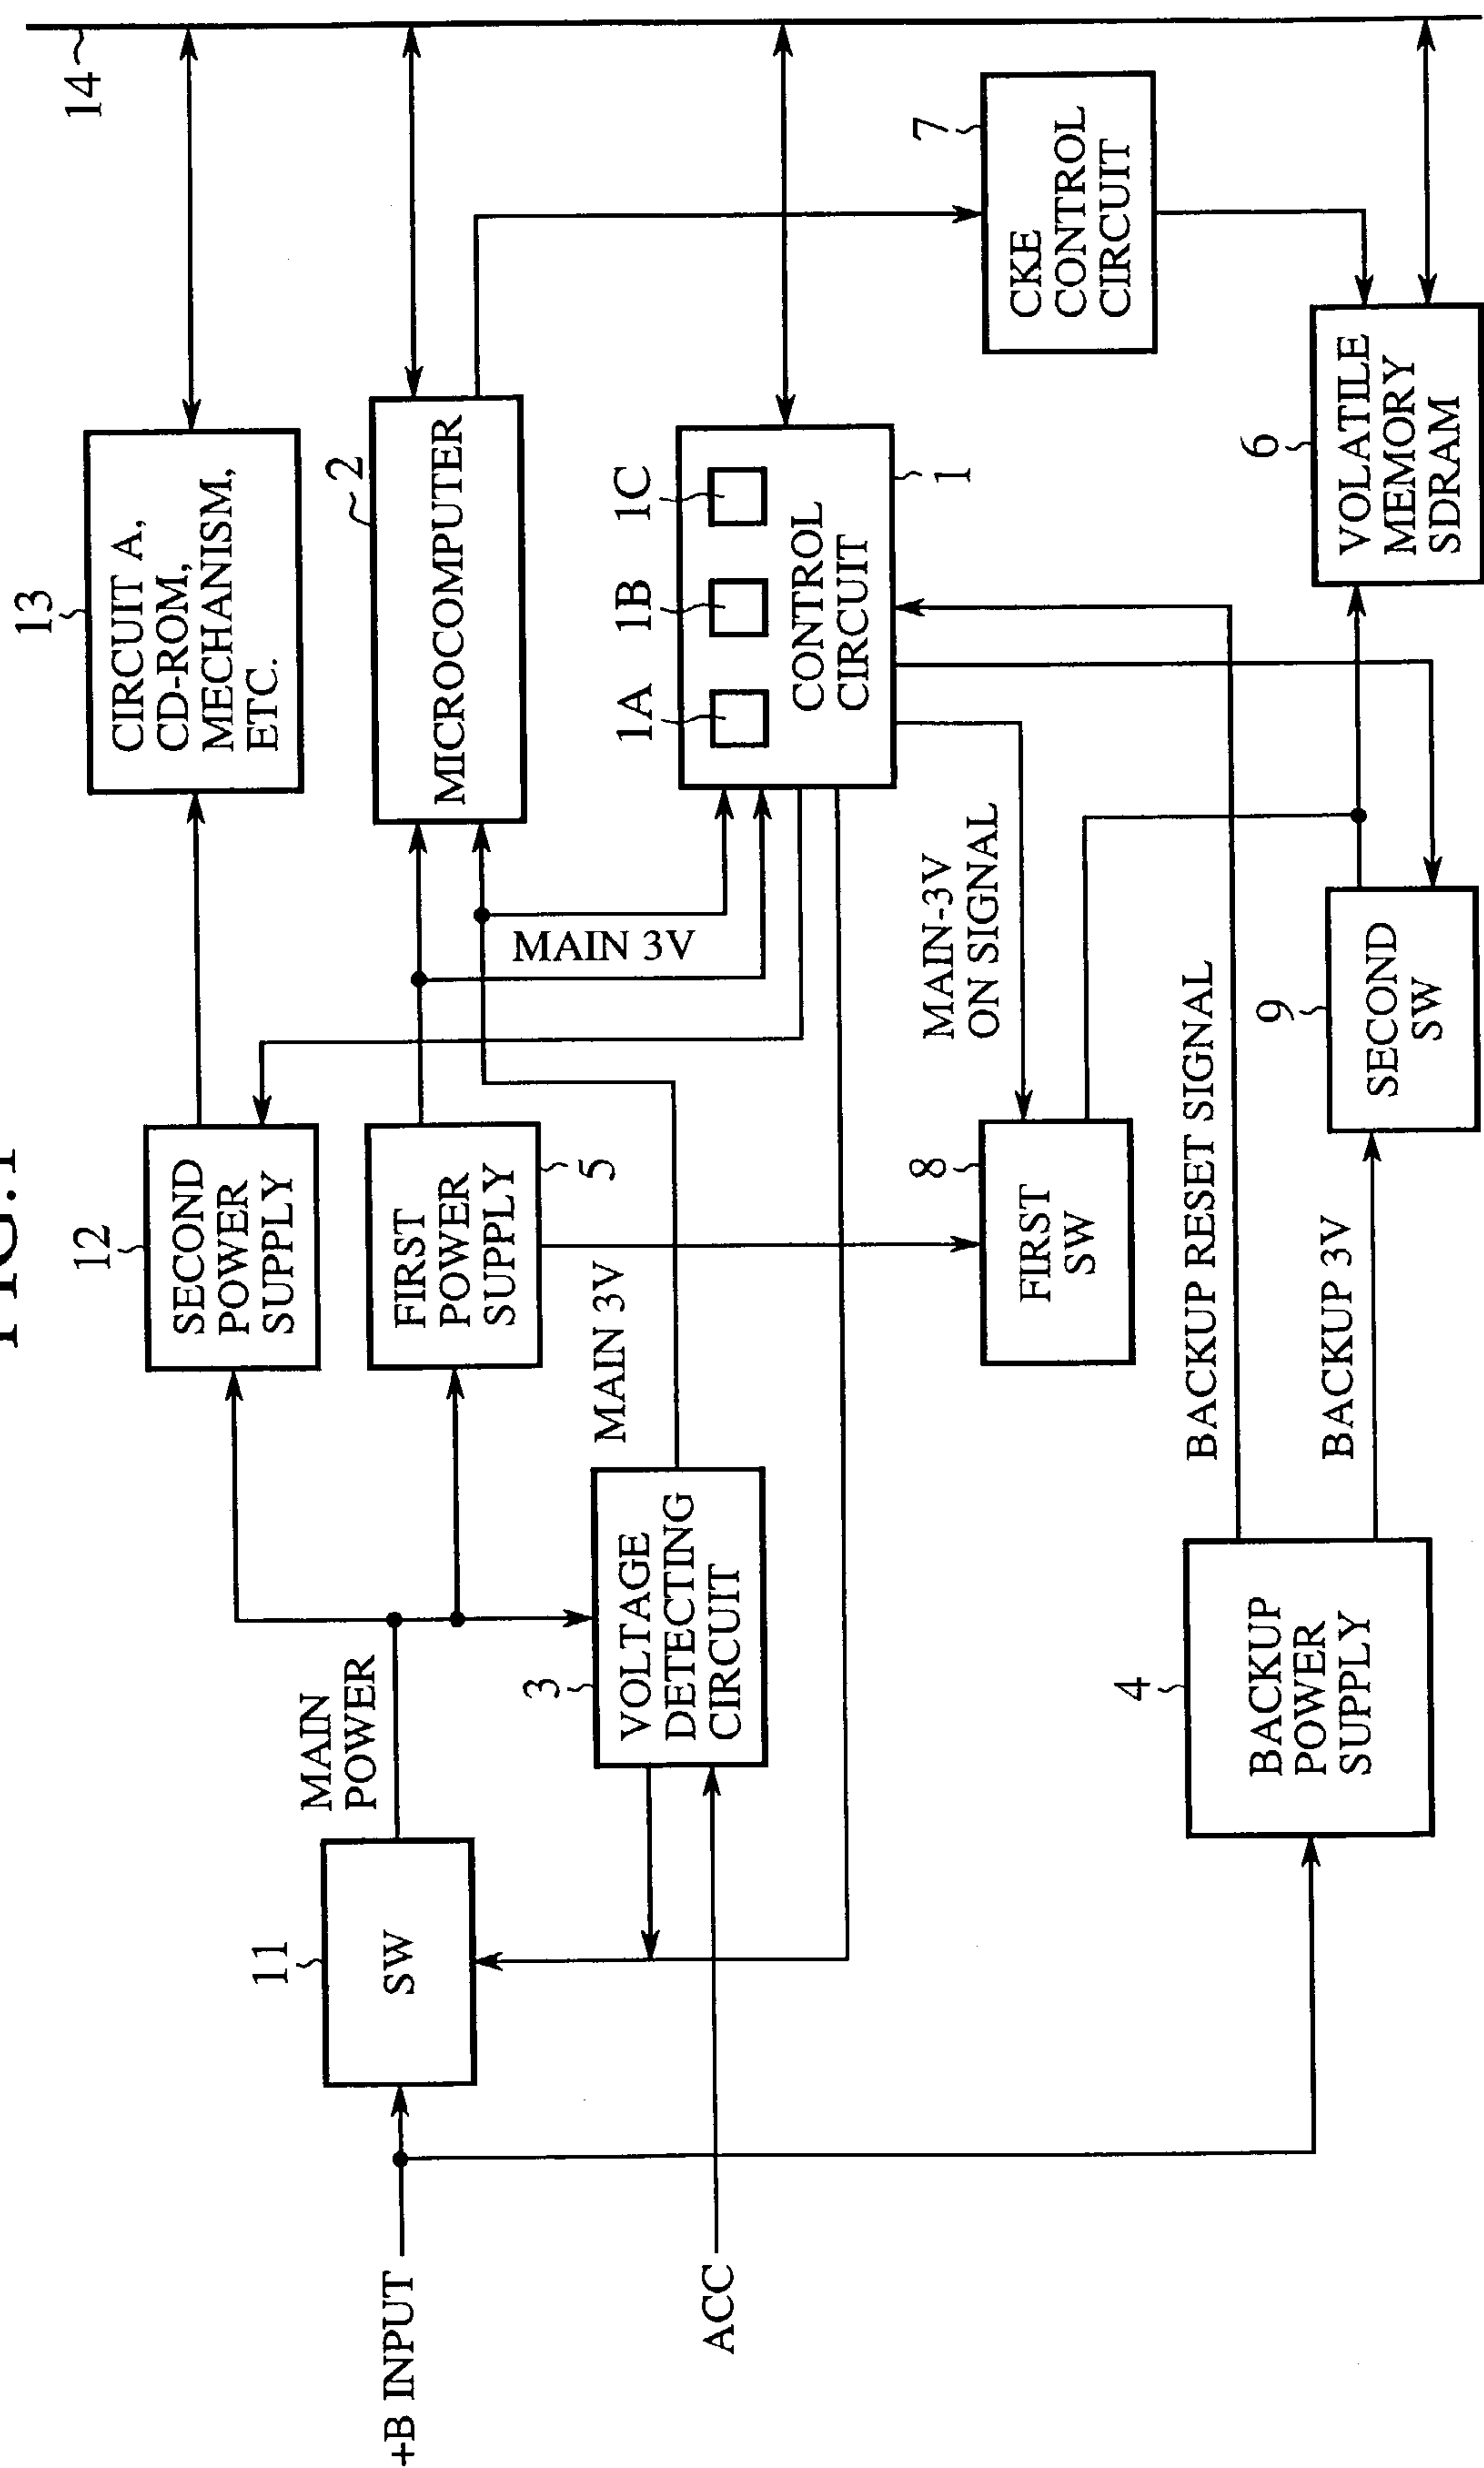 FIG.1
14
13
CIRCUIT A,
CD-ROM,
MECHANISM,
ETC.
12
SECOND
POWER
SUPPLY
2
MICROCOMPUTER
FIRST
POWER
SUPPLY
5
MAIN
POWER
11
SW
+B INPUT
MAIN 3V
MAIN 3V
3
VOLTAGE
DETECTING
CIRCUIT
ACC
1A
1B
1C
CONTROL
CIRCUIT
1
7
CKE
CONTROL
CIRCUIT
MAIN-3V
ON SIGNAL
8
FIRST
SW
BACKUP RESET SIGNAL
BACKUP 3V
4
BACKUP
POWER
SUPPLY
9
SECOND
SW
6
VOLATILE
MEMORY
SDRAM